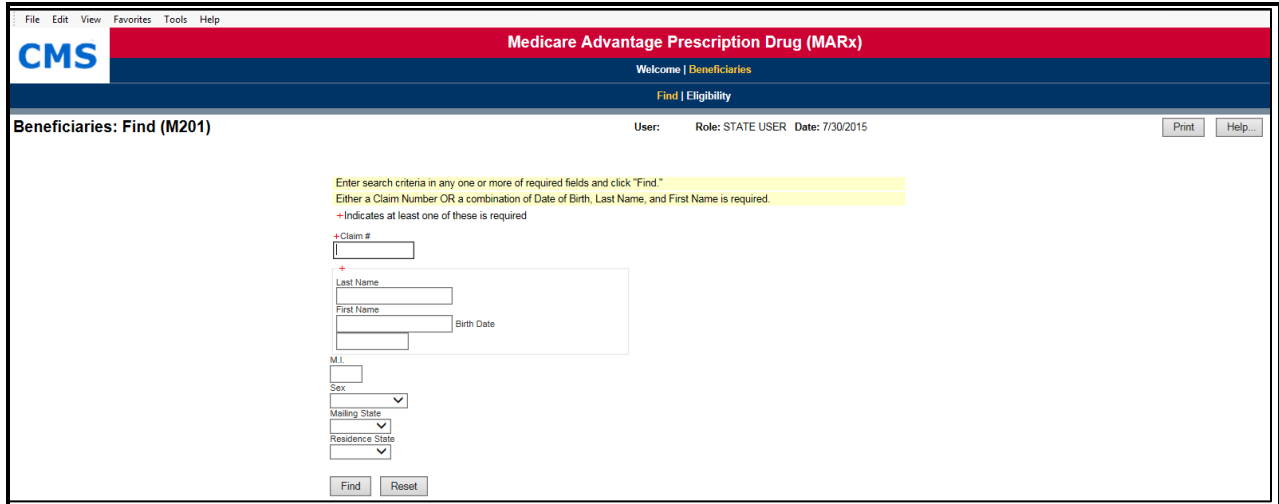 File Edit View Favorites Tools Help
CMS
Medicare Advantage Prescription Drug (MARx)
Welcome | Beneficiaries
Find | Eligibility
Beneficiaries: Find (M201)
User: Role: STATE USER Date: 7/30/2015
Print Help...
Enter search criteria in any one or more of required fields and click "Find."
Either a Claim Number OR a combination of Date of Birth, Last Name, and First Name is required.
+Indicates at least one of these is required
+Claim #
+
Last Name
First Name
Birth Date
M.I.
Sex
Mailing State
Residence State
Find Reset